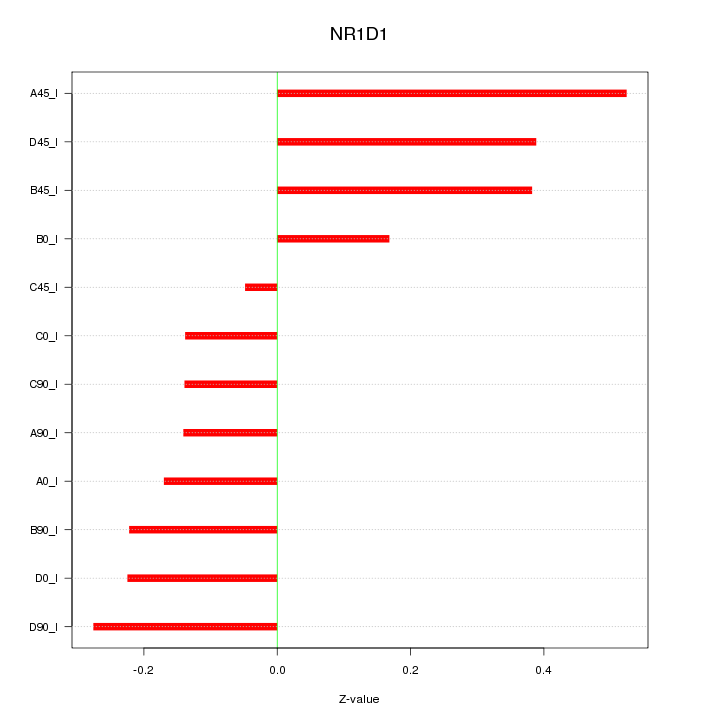 NR1D1
A45_I
D45_I
B45_I
B0_I
C45_I
C0_I
C90_I
A90_I
A0_I
B90_I
D0_I
D90_I
-0.2 0.0 0.2 0.4
Z-value